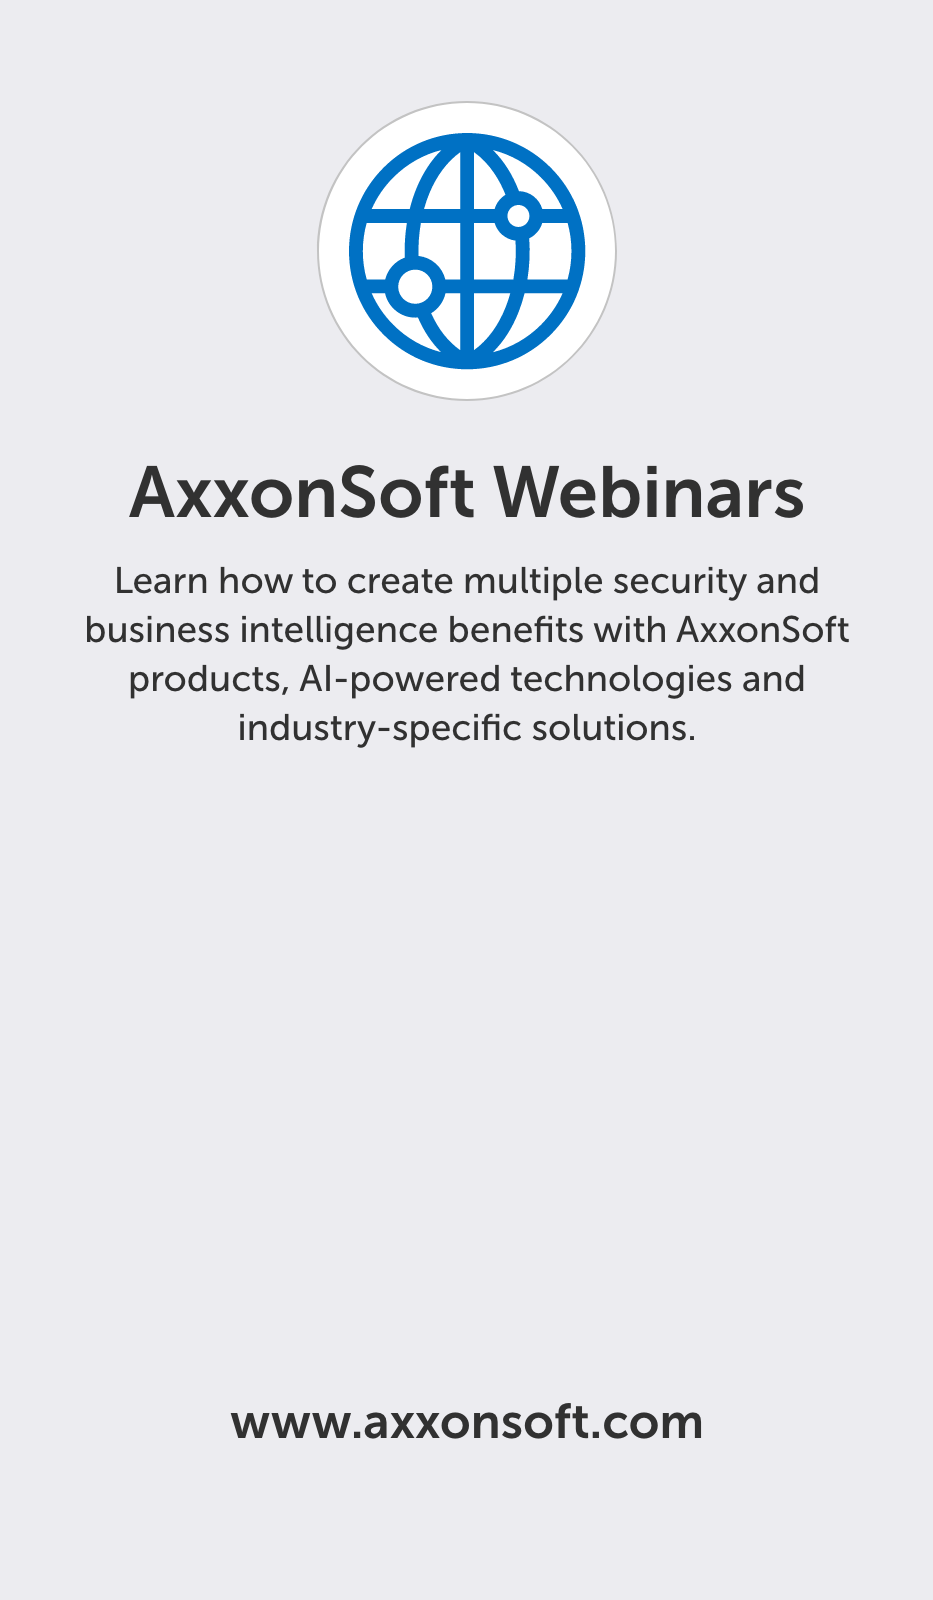 AxxonSoft Webinars
Learn how to create multiple security and
business intelligence benefits with AxxonSoft
products, AI-powered technologies and
industry-specific solutions.
www.axxonsoft.com